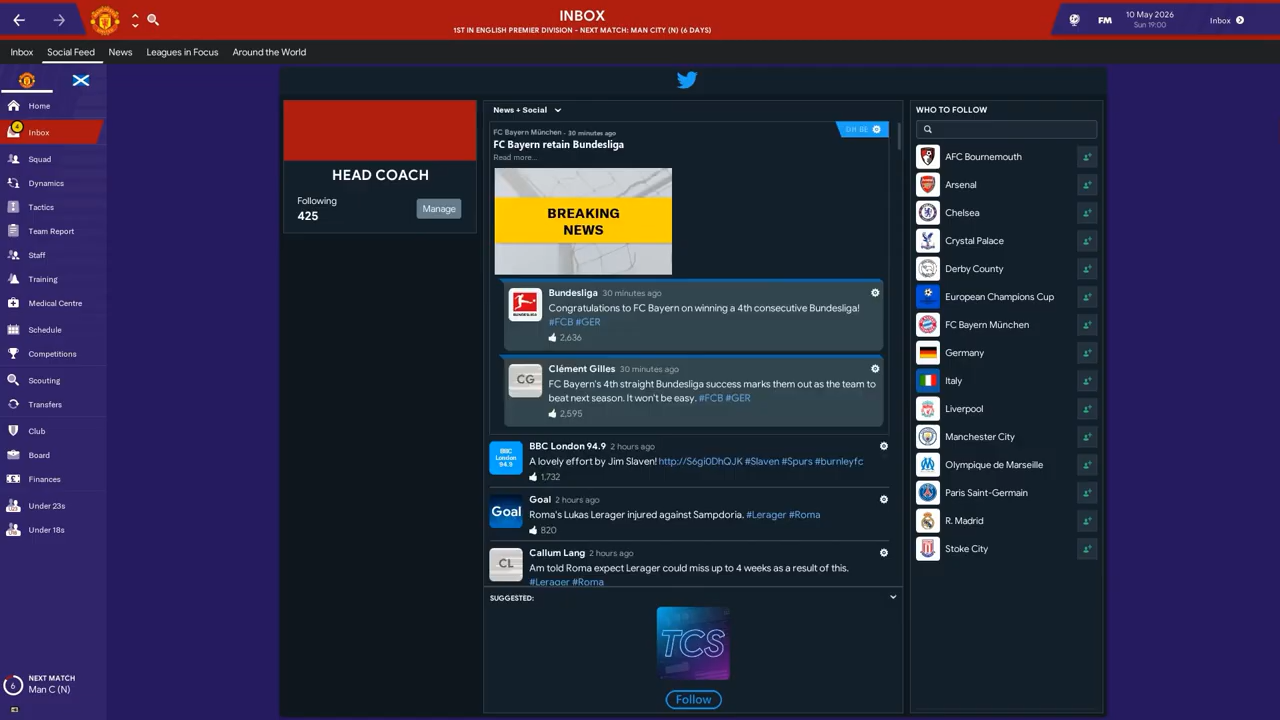 INBOX
1ST IN ENGLISH PREMIER DIVISION - NEXT MATCH: MAN CITY (N) (6 DAYS)
FM
10 May 2026
Sun 19:00
Inbox
Inbox
Social Feed
News
Leagues in Focus
Around the World
Home
4
Inbox
Squad
Dynamics
Tactics
Team Report
Staff
Training
Medical Centre
Schedule
Competitions
Scouting
Transfers
Club
Board
Finances
Under 23s
Under 18s
6
NEXT MATCH
Man C (N)
HEAD COACH
Following
425
Manage
News + Social
FC Bayern München - 30 minutes ago
FC Bayern retain Bundesliga
Read more...
BREAKING
NEWS
Bundesliga 30 minutes ago
Congratulations to FC Bayern on winning a 4th consecutive Bundesliga!
#FCB #GER
2,636
CG
Clément Gilles 30 minutes ago
FC Bayern's 4th straight Bundesliga success marks them out as the team to
beat next season. It won't be easy. #FCB #GER
2,595
BBC
London
94.9
BBC London 94.9 2 hours ago
A lovely effort by Jim Slaven! http://S6gi0DhQJK #Slaven #Spurs #burnleyfc
1,732
Goal
Goal 2 hours ago
Roma's Lukas Lerager injured against Sampdoria. #Lerager #Roma
820
CL
Callum Lang 2 hours ago
Am told Roma expect Lerager could miss up to 4 weeks as a result of this.
#Lerager #Roma
SUGGESTED:
TCS
Follow
WHO TO FOLLOW
AFC Bournemouth
Arsenal
Chelsea
Crystal Palace
Derby County
European Champions Cup
FC Bayern München
Germany
Italy
Liverpool
Manchester City
Olympique de Marseille
Paris Saint-Germain
R. Madrid
Stoke City